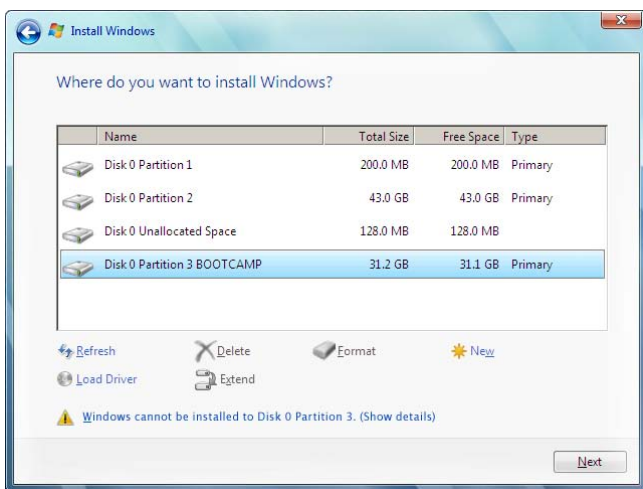 Install Windows
Where do you want to install Windows?
Name Total Size Free Space Type
Disk 0 Partition 1 200.0 MB 200.0 MB Primary
Disk 0 Partition 2 43.0 GB 43.0 GB Primary
Disk 0 Unallocated Space 128.0 MB 128.0 MB
Disk 0 Partition 3 BOOTCAMP 31.2 GB 31.1 GB Primary
Refresh Delete Format New
Load Driver Extend
Windows cannot be installed to Disk 0 Partition 3. (Show details)
Next